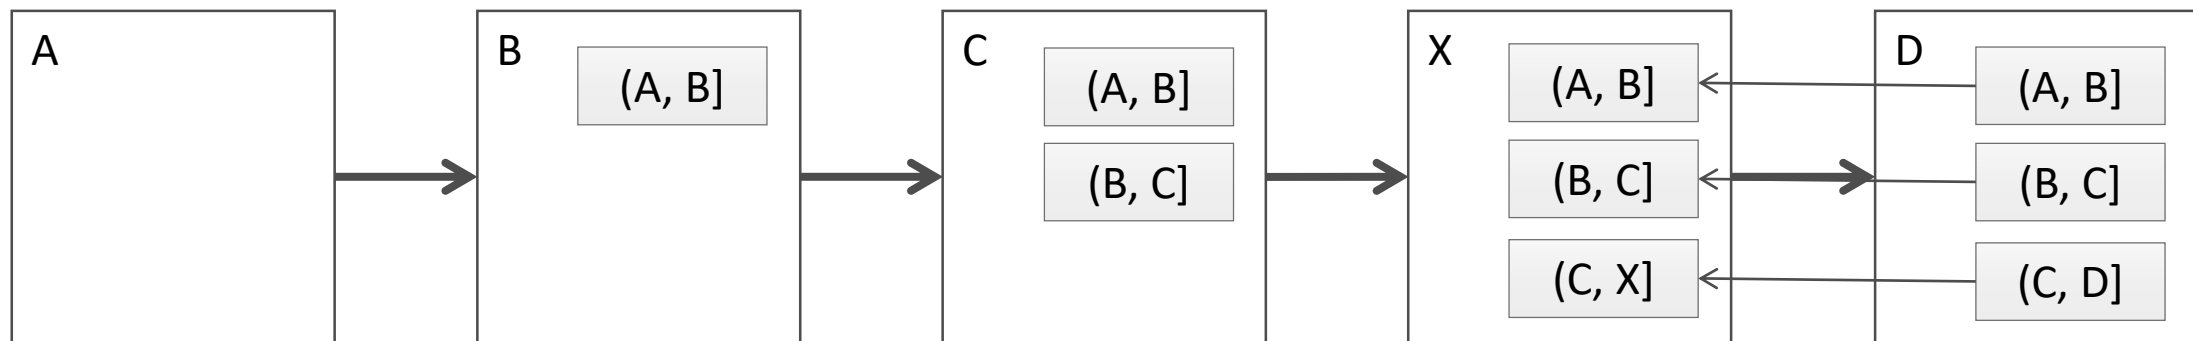 A
B
(A, B]
C
(A, B]
(B, C]
X
(A, B]
(B, C]
(C, X]
D
(A, B]
(B, C]
(C, D]